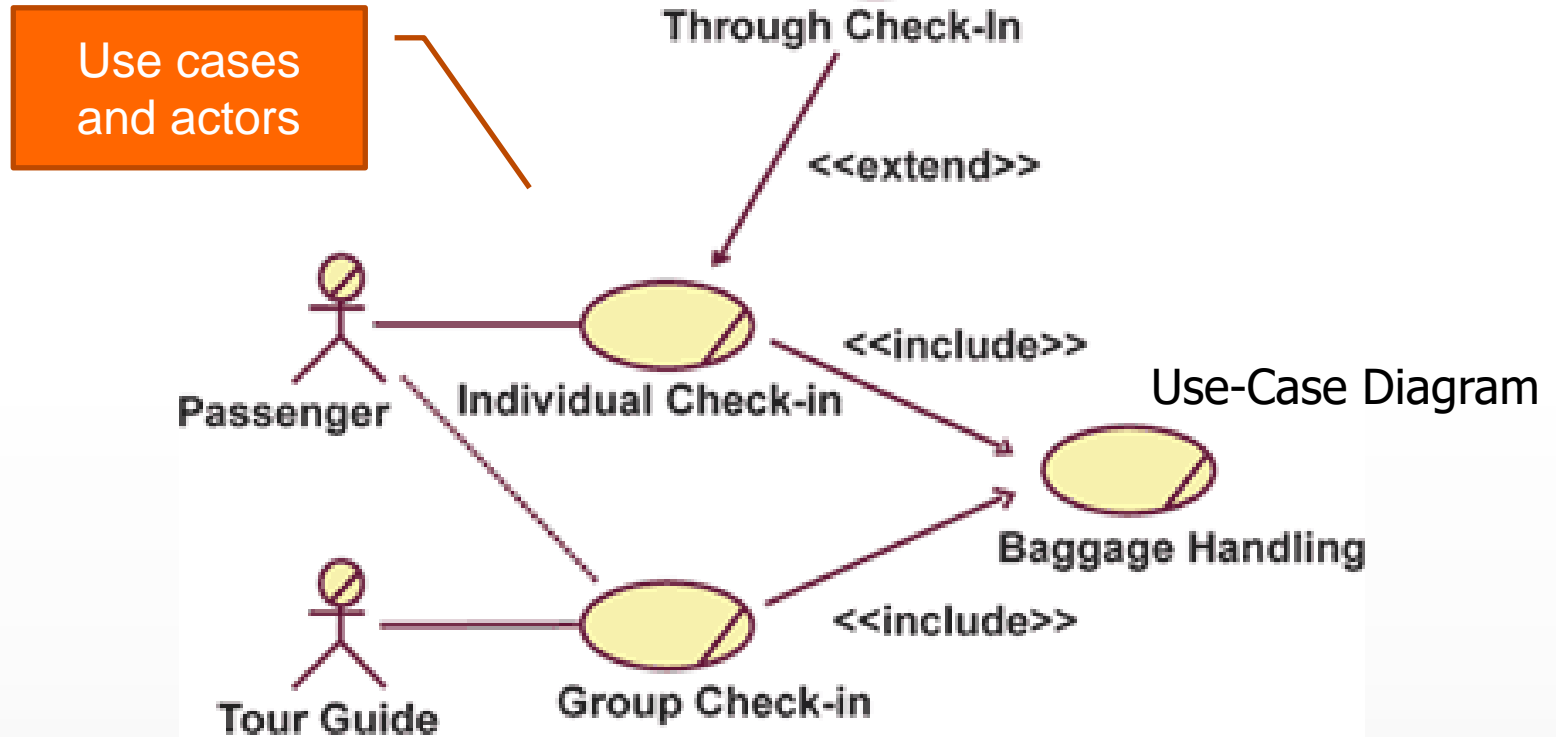 Use cases
and actors
Through Check-In
<<extend>>
<<include>>
Passenger
Individual Check-in
Use-Case Diagram
Baggage Handling
<<include>>
Tour Guide
Group Check-in